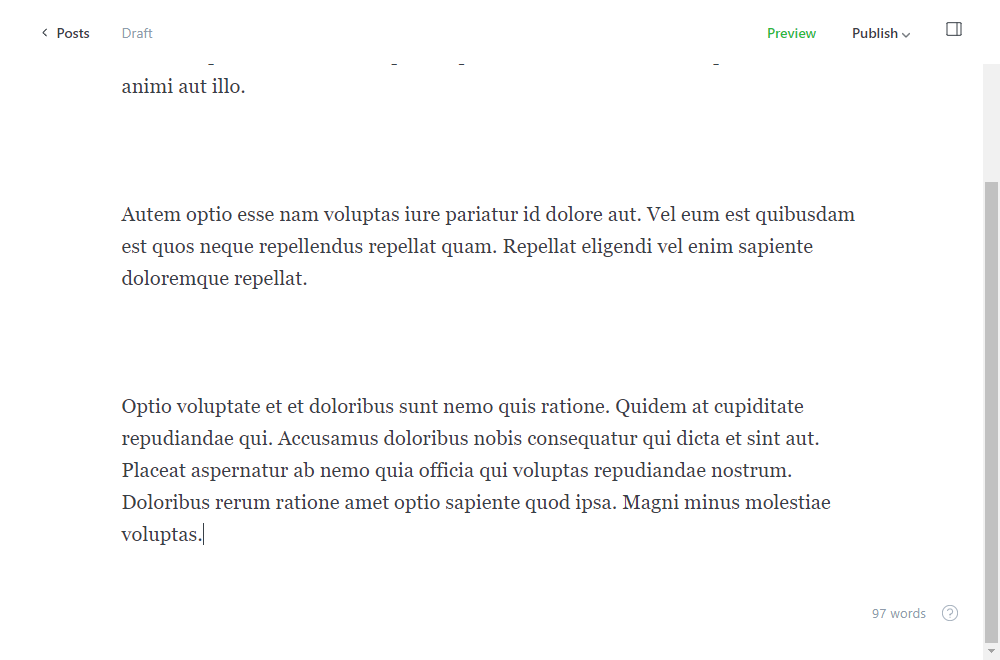 Posts
Draft
Preview
Publish
animi aut illo.
Autem optio esse nam voluptas iure pariatur id dolore aut. Vel eum est quibusdam
est quos neque repellendus repellat quam. Repellat eligendi vel enim sapiente
doloremque repellat.
Optio voluptate et et doloribus sunt nemo quis ratione. Quidem at cupiditate
repudiandae qui. Accusamus doloribus nobis consequatur qui dicta et sint aut.
Placeat aspernatur ab nemo quia officia qui voluptas repudiandae nostrum.
Doloribus rerum ratione amet optio sapiente quod ipsa. Magni minus molestiae
voluptas.
97 words
?